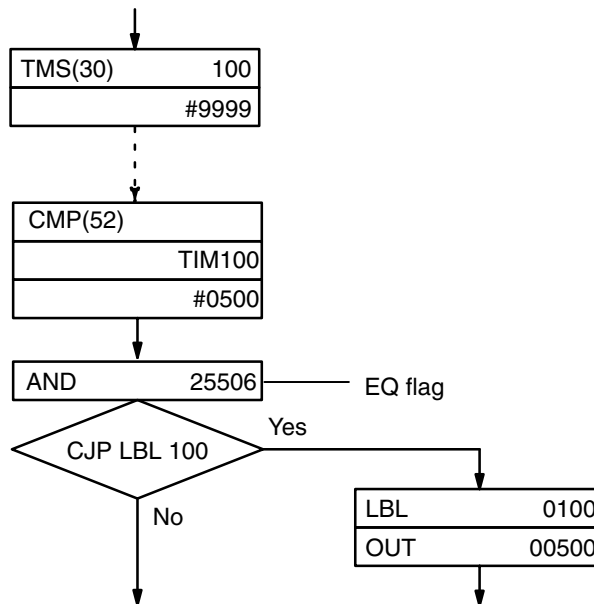 TMS(30) 100
#9999
CMP(52)
TIM100
#0500
AND 25506 EQ flag
Yes
CJP LBL 100
No
LBL 0100
OUT 00500